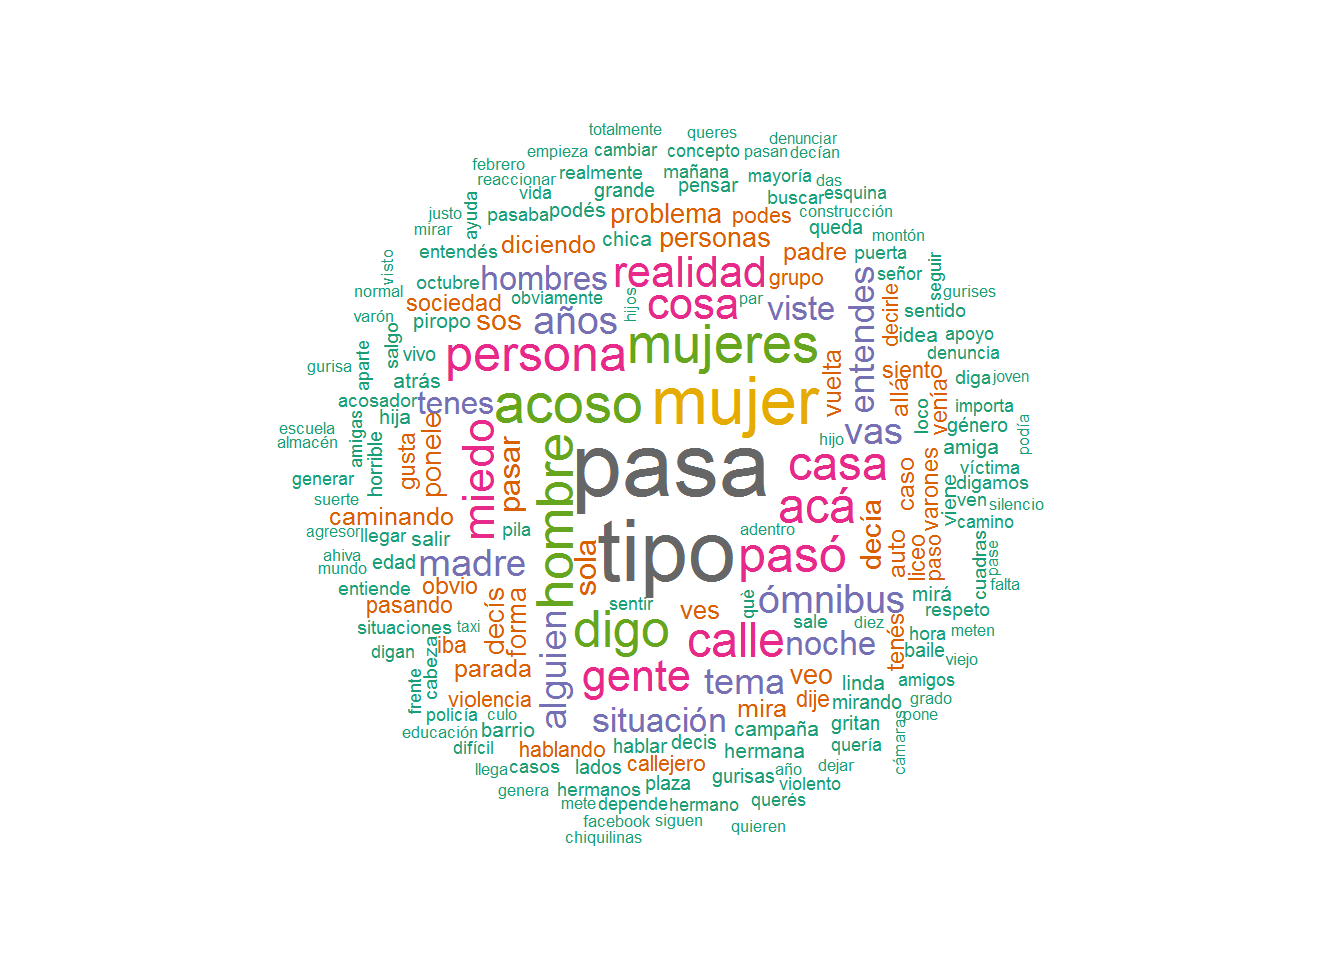 totalmente
queres
denunciar
empieza
cambiar
concepto
pasan
decían
febrero
realmente
mañana
mayoría
das
reaccionar
vida
grande
pensar
buscar
esquina
ayuda
justo
pasabal
podés
problema
podes
construcción
mirar
queda
montón
entendés
diciendo
chica
personas
padre
puerta
visto
octubre
hombres
realidad
grupo
señor
seguir
normal
sociedad
obviamente
hijos
cosa
par
viste
entendes
decirle
gurises
varón
piropo
sos
años
sentido
salgo
vivo
persona
mujeres
idea
apoyo
gurisa
aparte
atrás
vuelta
siento
denuncia
diga
joven
acosador
tenes
acoso
mujer
allá
venía
importa
hija
loco
género
podía
escuela
almacén
amigas
horrible
gusta
ponele
hijo
vas
amiga
miedo
pasar
hombre
pasa
casa
caso
varones
víctima
generar
digamos
suerte
acá
viene
ven
silencio
caminando
agresor
llegar
salir
pila
tipo
adentro
pasó
decía
camino
ahiva
mundo
edad
madre
sola
auto
liceo
paso
cuadras
pase
falta
entiende
obvio
qué
ómnibus
mirá
pasando
decís
forma
sentír
ves
sale
diez
tenés
respeto
situaciones
taxi
alguien
digo
calle
noche
hora
meten
digan
iba
baile
viejo
frente
cabeza
parada
gente
tema
veo
linda
amigos
violencia
dije
mirando
grado
policía
culo
situación
mira
gritan
pone
educación
barrio
campaña
cámaras
difícil
hablando
hablar
decis
hermana
quería
llega
casos
lados
callejero
año
dejar
genera
hermanos
plaza
gurisas
violento
mete
depende
hermano
querés
facebook
siguen
quieren
chiquilinas